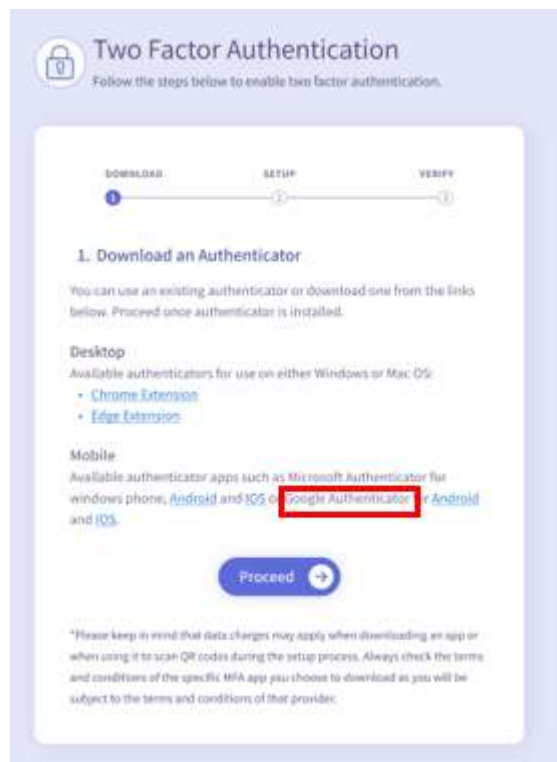 Two Factor Authentication
Follow the steps below to enable two factor authentication.
DOWNLOAD SETUP VERIFY
1 2 3
1. Download an Authenticator
You can use an existing authenticator or download one from the links
below. Proceed once authenticator is installed.
Desktop
Available authenticators for use on either Windows or Mac OS:
• Chrome Extension
• Edge Extension
Mobile
Available authenticator apps such as Microsoft Authenticator for
windows phone, Android and IOS or Google Authenticator for Android
and IOS.
Proceed
*Please keep in mind that data charges may apply when downloading an app or
when using it to scan QR codes during the setup process. Always check the terms
and conditions of the specific MFA app you choose to download as you will be
subject to the terms and conditions of that provider.